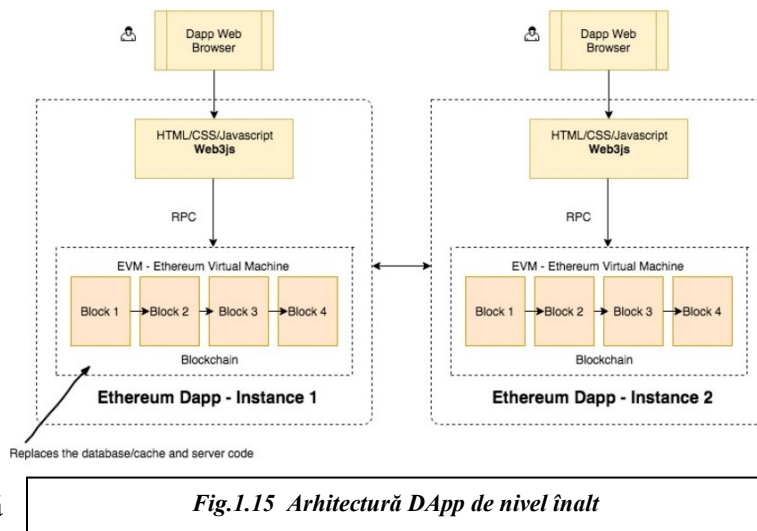 Dapp Web
Browser
HTML/CSS/Javascript
Web3js
RPC
EVM - Ethereum Virtual Machine
Block 1
Block 2
Block 3
Block 4
Blockchain
Ethereum Dapp - Instance 1
Replaces the database/cache and server code
Dapp Web
Browser
HTML/CSS/Javascript
Web3js
RPC
EVM - Ethereum Virtual Machine
Block 1
Block 2
Block 3
Block 4
Blockchain
Ethereum Dapp - Instance 2
Fig.1.15 Arhitectură DApp de nivel înalt